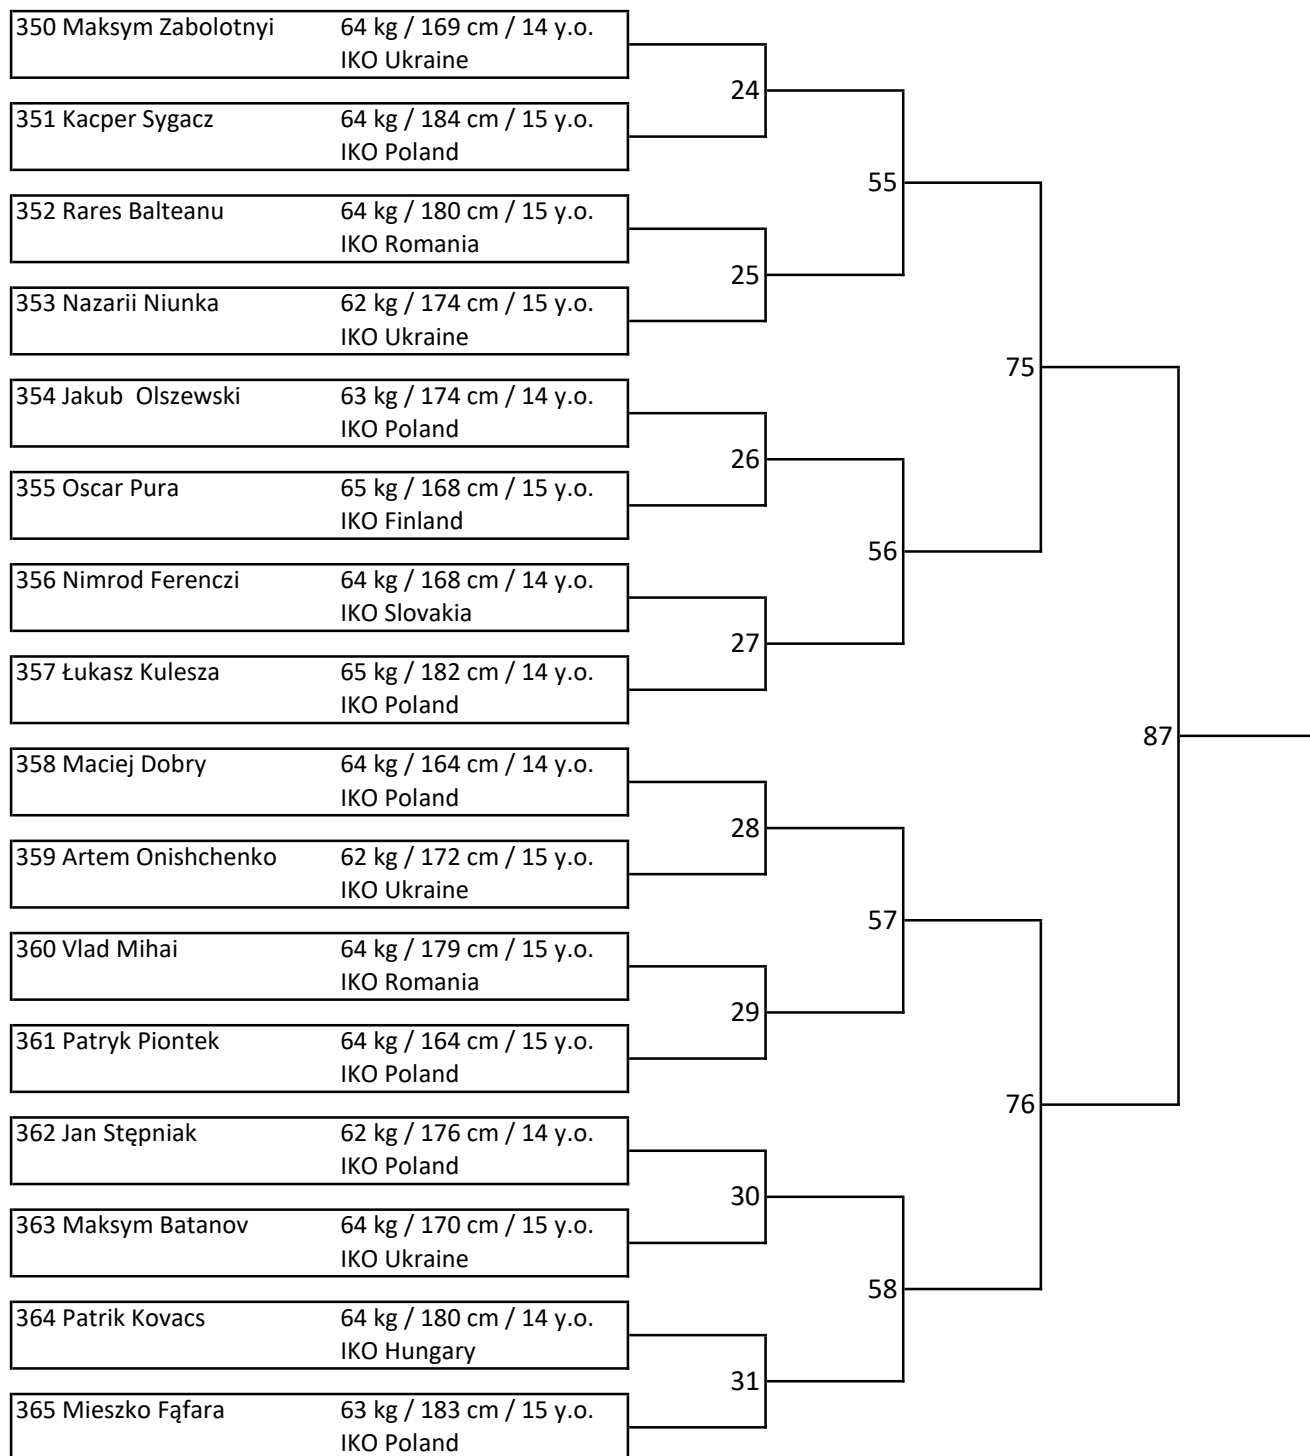 350 Maksym Zabolotnyi 64 kg / 169 cm / 14 y.o.
IKO Ukraine
24
351 Kacper Sygacz 64 kg / 184 cm / 15 y.o.
IKO Poland
55
352 Rares Balteanu 64 kg / 180 cm / 15 y.o.
IKO Romania
25
353 Nazarii Niunka 62 kg / 174 cm / 15 y.o.
IKO Ukraine
75
354 Jakub  Olszewski 63 kg / 174 cm / 14 y.o.
IKO Poland
26
355 Oscar Pura 65 kg / 168 cm / 15 y.o.
IKO Finland
56
356 Nimrod Ferenczi 64 kg / 168 cm / 14 y.o.
IKO Slovakia
27
357 Łukasz Kulesza 65 kg / 182 cm / 14 y.o.
IKO Poland
87
358 Maciej Dobry 64 kg / 164 cm / 14 y.o.
IKO Poland
28
359 Artem Onishchenko 62 kg / 172 cm / 15 y.o.
IKO Ukraine
57
360 Vlad Mihai 64 kg / 179 cm / 15 y.o.
IKO Romania
29
361 Patryk Piontek 64 kg / 164 cm / 15 y.o.
IKO Poland
76
362 Jan Stępniak 62 kg / 176 cm / 14 y.o.
IKO Poland
30
363 Maksym Batanov 64 kg / 170 cm / 15 y.o.
IKO Ukraine
58
364 Patrik Kovacs 64 kg / 180 cm / 14 y.o.
IKO Hungary
31
365 Mieszko Fąfara 63 kg / 183 cm / 15 y.o.
IKO Poland